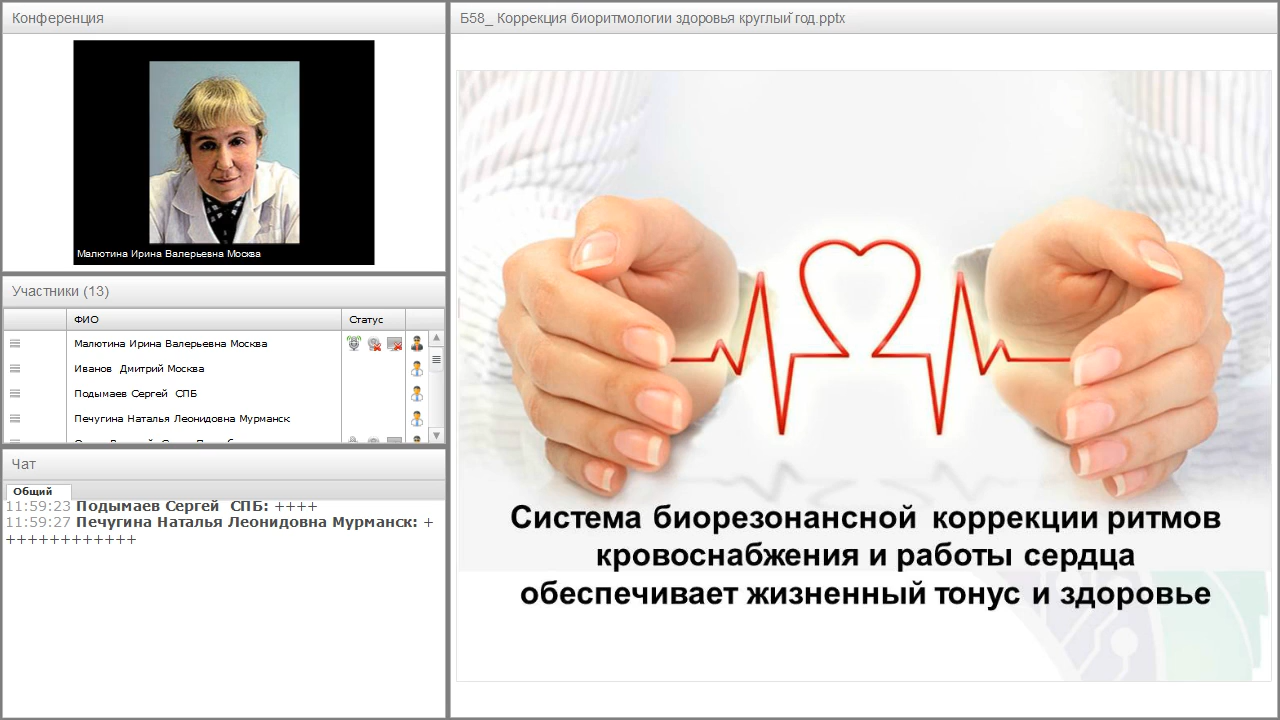 Конференция
Малютина Ирина Валерьевна Москва
Участники (13)
ФИО
Статус
Малютина Ирина Валерьевна Москва
Иванов Дмитрий Москва
Подымаев Сергей СПБ
Печугина Наталья Леонидовна Мурманск
Чат
Общий
11:59:23 Подымаев Сергей СПБ: ++++
11:59:27 Печугина Наталья Леонидовна Мурманск: +
++++++++++++
Б58_ Коррекция биоритмологии здоровья круглый год.pptx
Система биорезонансной коррекции ритмов
кровоснабжения и работы сердца
обеспечивает жизненный тонус и здоровье